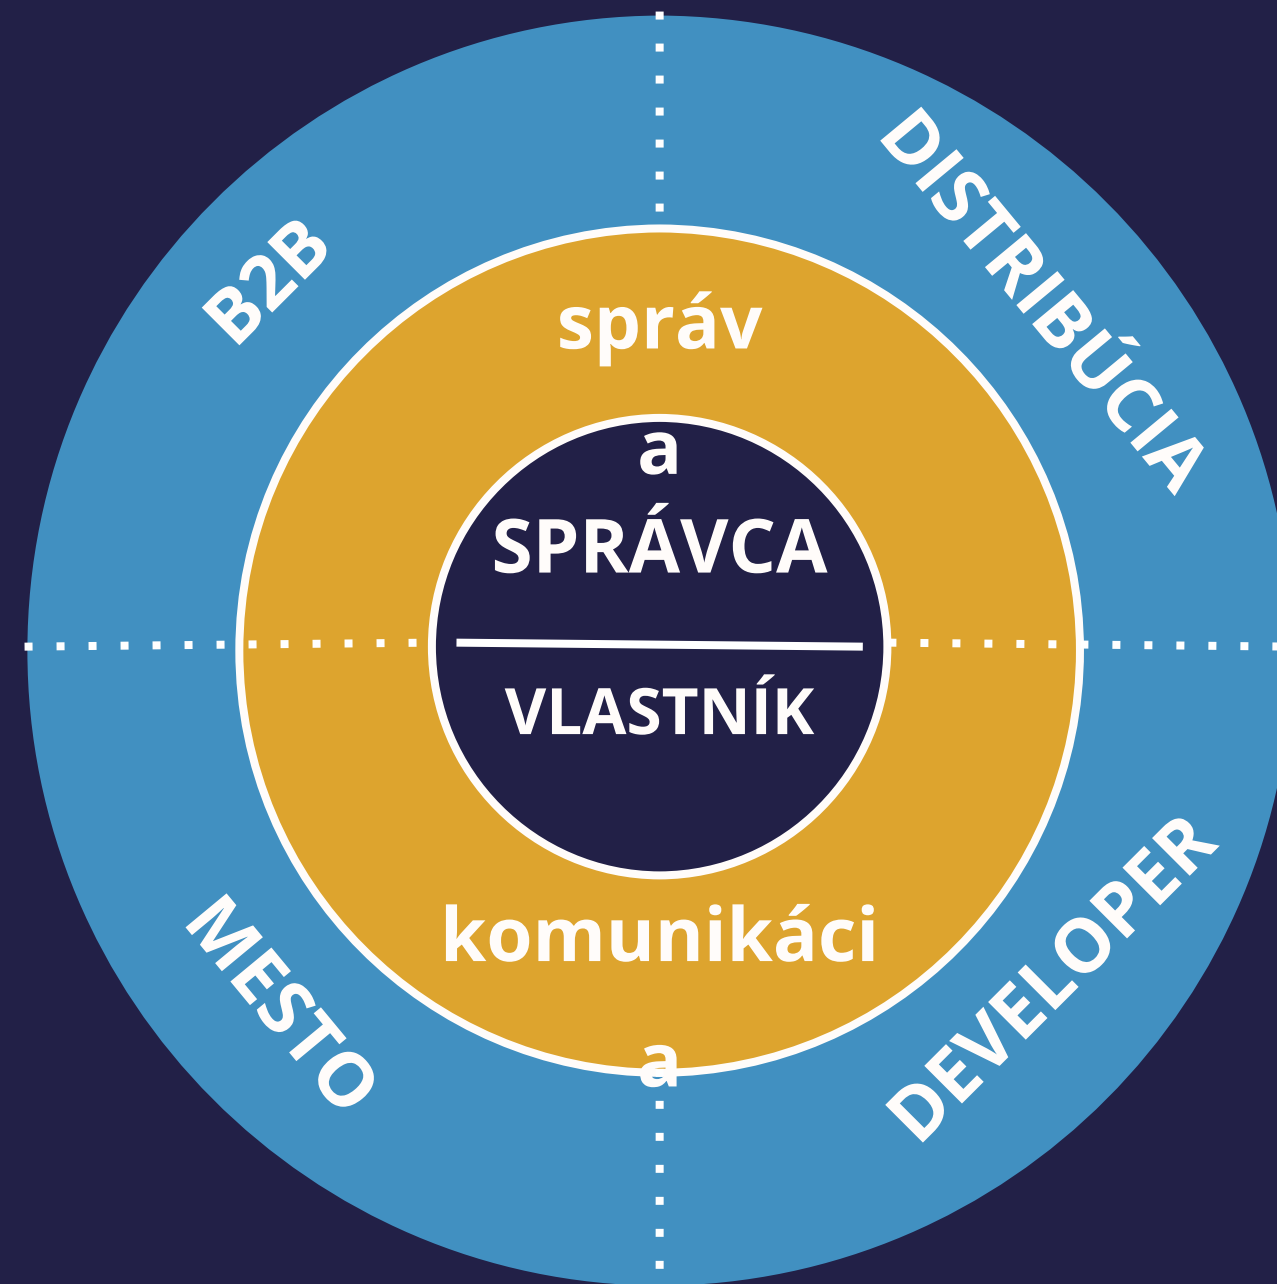 B2B
DISTRIBÚCIA
správ
a
SPRÁVCA
VLASTNÍK
komunikáci
a
MESTO
DEVELOPER